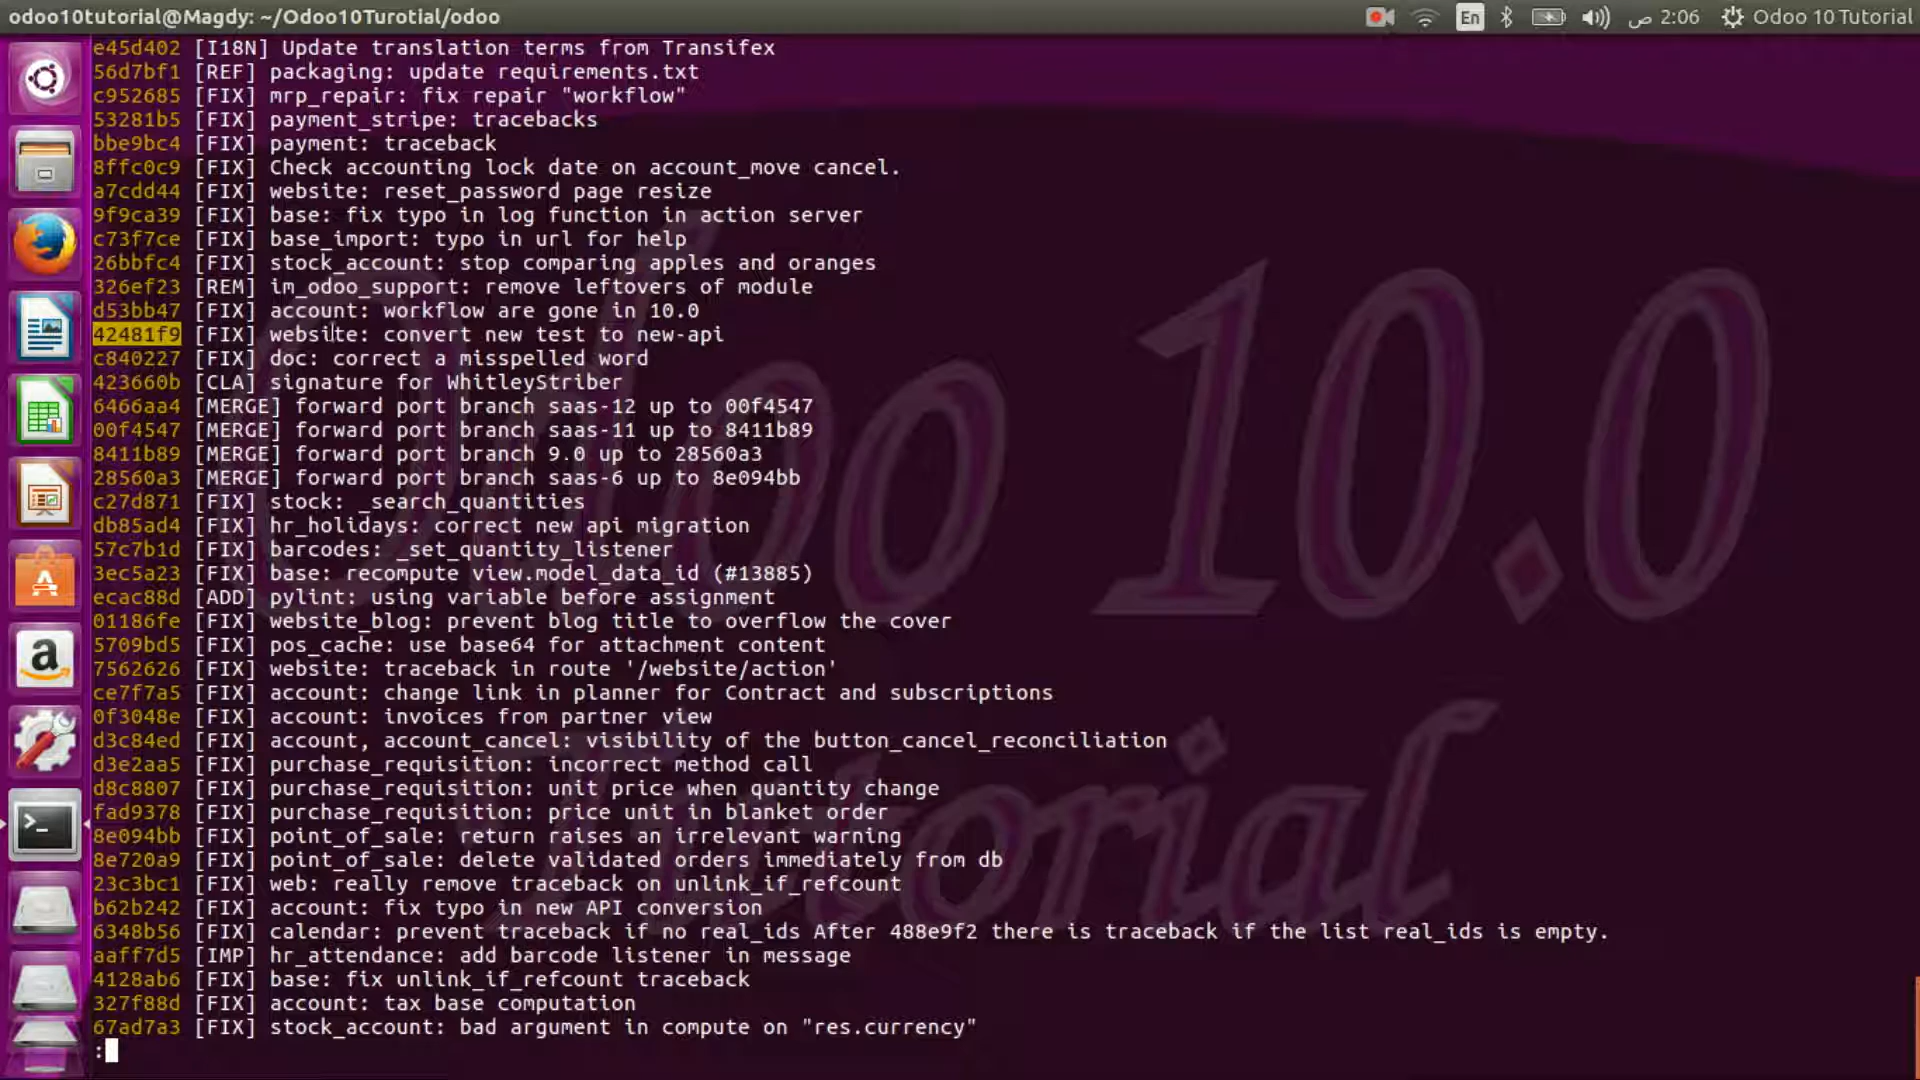 odoo10tutorial@Magdy: ~/Odoo10Turotial/odoo
En
ص 2:06
Odoo 10 Tutorial
e45d402 [I18N] Update translation terms from Transifex
56d7bf1 [REF] packaging: update requirements.txt
c952685 [FIX] mrp_repair: fix repair "workflow"
53281b5 [FIX] payment_stripe: tracebacks
bbe9bc4 [FIX] payment: traceback
8ffc0c9 [FIX] Check accounting lock date on account_move cancel.
a7cdd44 [FIX] website: reset_password page resize
9f9ca39 [FIX] base: fix typo in log function in action server
c73f7ce [FIX] base_import: typo in url for help
26bbfc4 [FIX] stock_account: stop comparing apples and oranges
326ef23 [REM] im_odoo_support: remove leftovers of module
d53bb47 [FIX] account: workflow are gone in 10.0
42481f9 [FIX] website: convert new test to new-api
c840227 [FIX] doc: correct a misspelled word
423660b [CLA] signature for WhitleyStriber
6466aa4 [MERGE] forward port branch saas-12 up to 00f4547
00f4547 [MERGE] forward port branch saas-11 up to 8411b89
8411b89 [MERGE] forward port branch 9.0 up to 28560a3
28560a3 [MERGE] forward port branch saas-6 up to 8e094bb
c27d871 [FIX] stock: _search_quantities
db85ad4 [FIX] hr_holidays: correct new api migration
57c7b1d [FIX] barcodes: _set_quantity_listener
3ec5a23 [FIX] base: recompute view.model_data_id (#13885)
ecac88d [ADD] pylint: using variable before assignment
01186fe [FIX] website_blog: prevent blog title to overflow the cover
5709bd5 [FIX] pos_cache: use base64 for attachment content
7562626 [FIX] website: traceback in route '/website/action'
ce7f7a5 [FIX] account: change link in planner for Contract and subscriptions
0f3048e [FIX] account: invoices from partner view
d3c84ed [FIX] account, account_cancel: visibility of the button_cancel_reconciliation
d3e2aa5 [FIX] purchase_requisition: incorrect method call
d8c8807 [FIX] purchase_requisition: unit price when quantity change
fad9378 [FIX] purchase_requisition: price unit in blanket order
8e094bb [FIX] point_of_sale: return raises an irrelevant warning
8e720a9 [FIX] point_of_sale: delete validated orders immediately from db
23c3bc1 [FIX] web: really remove traceback on unlink_if_refcount
b62b242 [FIX] account: fix typo in new API conversion
6348b56 [FIX] calendar: prevent traceback if no real_ids After 488e9f2 there is traceback if the list real_ids is empty.
aaff7d5 [IMP] hr_attendance: add barcode listener in message
4128ab6 [FIX] base: fix unlink_if_refcount traceback
327f88d [FIX] account: tax base computation
67ad7a3 [FIX] stock_account: bad argument in compute on "res.currency"
:
Odoo 10.0
Tutorial